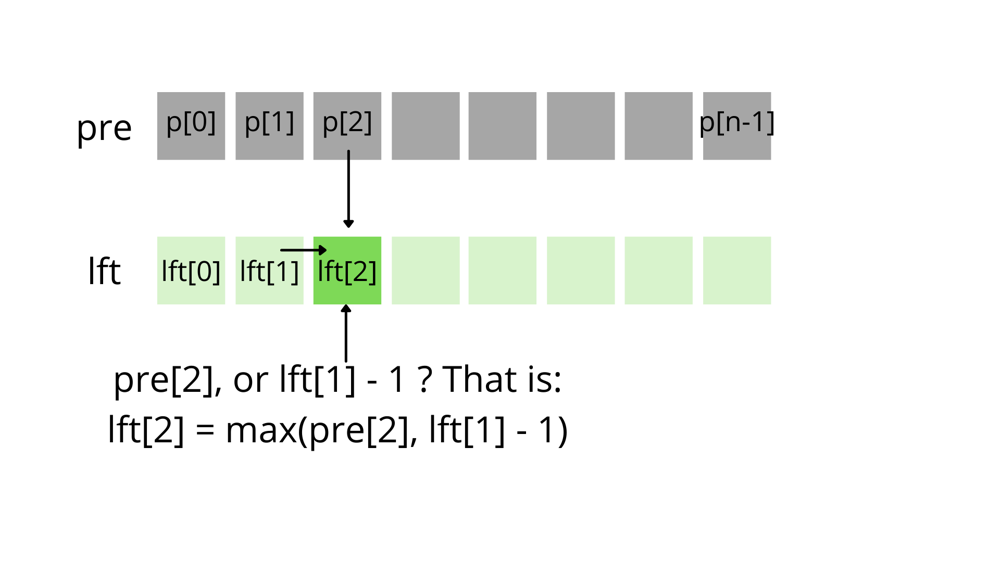 pre p[0] p[1] p[2] p[n-1]
lft lft[0] lft[1] lft[2]
pre[2], or lft[1] - 1 ? That is:
lft[2] = max(pre[2], lft[1] - 1)